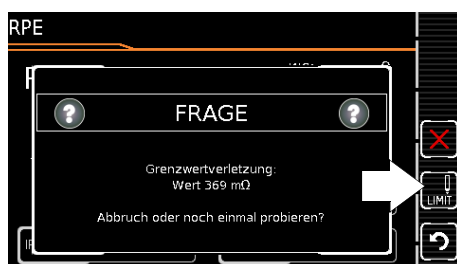 RPE
FRAGE
Grenzwertverletzung:
Wert 369 mΩ
Abbruch oder noch einmal probieren?
LIMIT